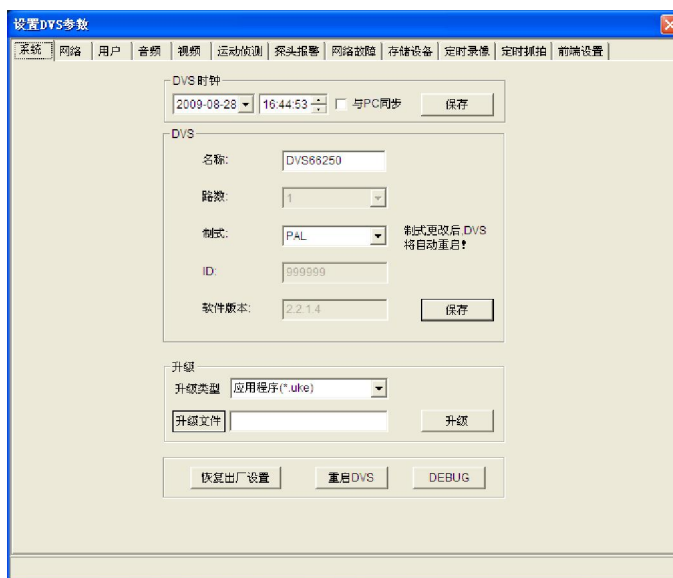 设置DVS参数
系统 网络 用户 音频 视频 运动侦测 探头报警 网络故障 存储设备 定时录像 定时抓拍 前端设置
DVS时钟
2009-08-28 16:44:53 与PC同步 保存
DVS
名称: DVS66250
路数: 1
制式: PAL 制式更改后,DVS
将自动重启!
ID: 999999
软件版本: 2.2.1.4 保存
升级
升级类型 应用程序(*.uke)
升级文件 升级
恢复出厂设置 重启DVS DEBUG